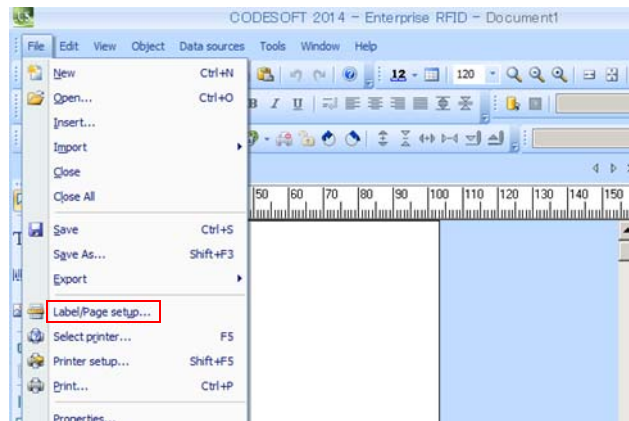 CODESOFT 2014 - Enterprise RFID - Document1
File Edit View Object Data sources Tools Window Help
New Ctrl+N
12 120
Open... Ctrl+O
B I U
Insert...
Import
Close
Close All
50 60 70 80 90 100 110 120 130 140 150
Save Ctrl+S
Save As... Shift+F3
Export
Label/Page setup...
Select printer... F5
Printer setup... Shift+F5
Print... Ctrl+P
Properties...